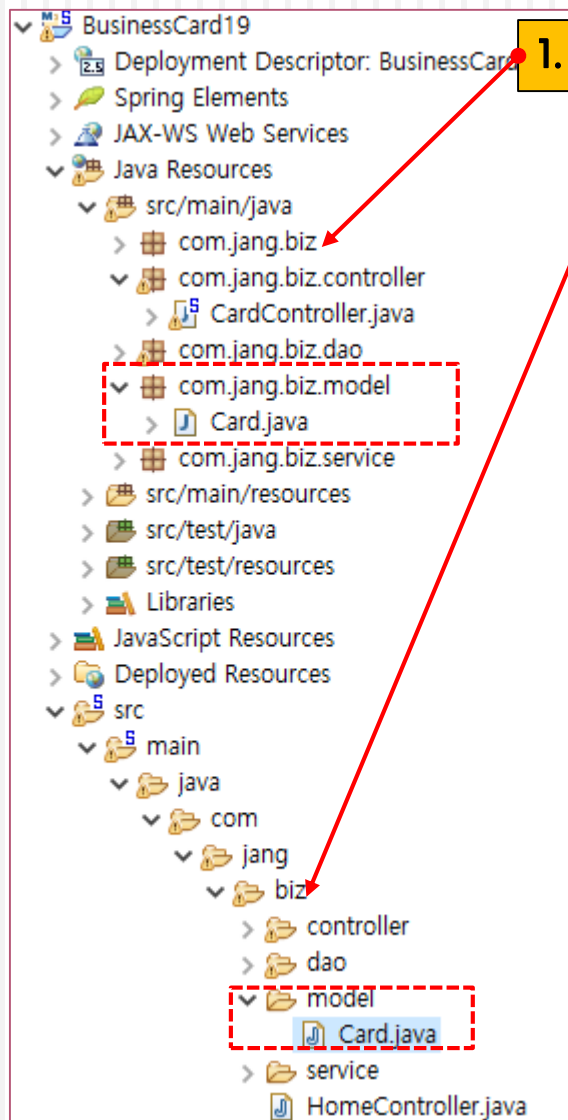 BusinessCard19
Deployment Descriptor: BusinessCard
1.
Spring Elements
JAX-WS Web Services
Java Resources
src/main/java
com.jang.biz
com.jang.biz.controller
CardController.java
com.jang.biz.dao
com.jang.biz.model
Card.java
com.jang.biz.service
src/main/resources
src/test/java
src/test/resources
Libraries
JavaScript Resources
Deployed Resources
src
main
java
com
jang
biz
controller
dao
model
Card.java
service
HomeController.java